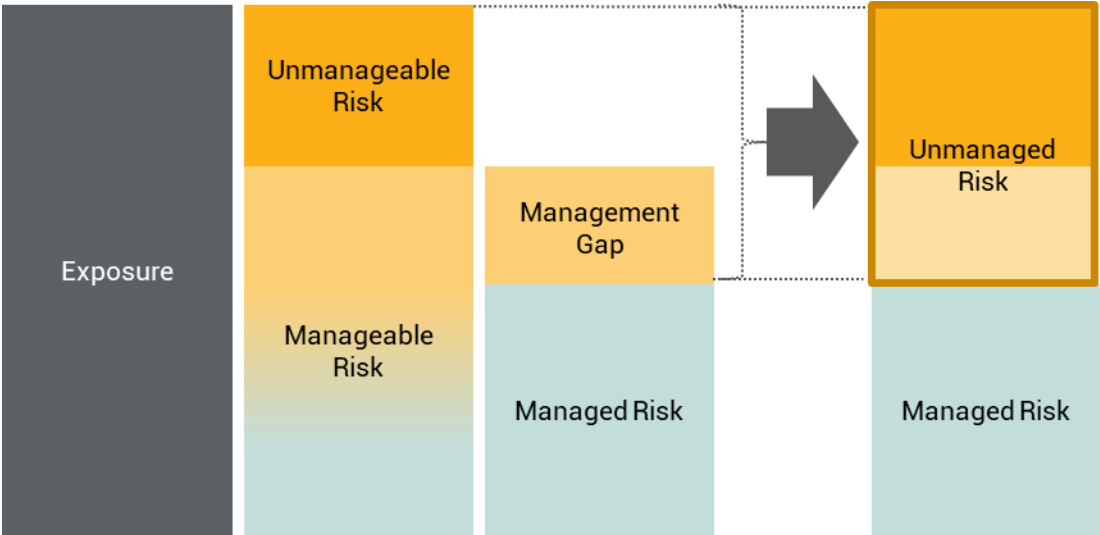 Exposure
Unmanageable
Risk
Manageable
Risk
Management
Gap
Managed Risk
Unmanaged
Risk
Managed Risk